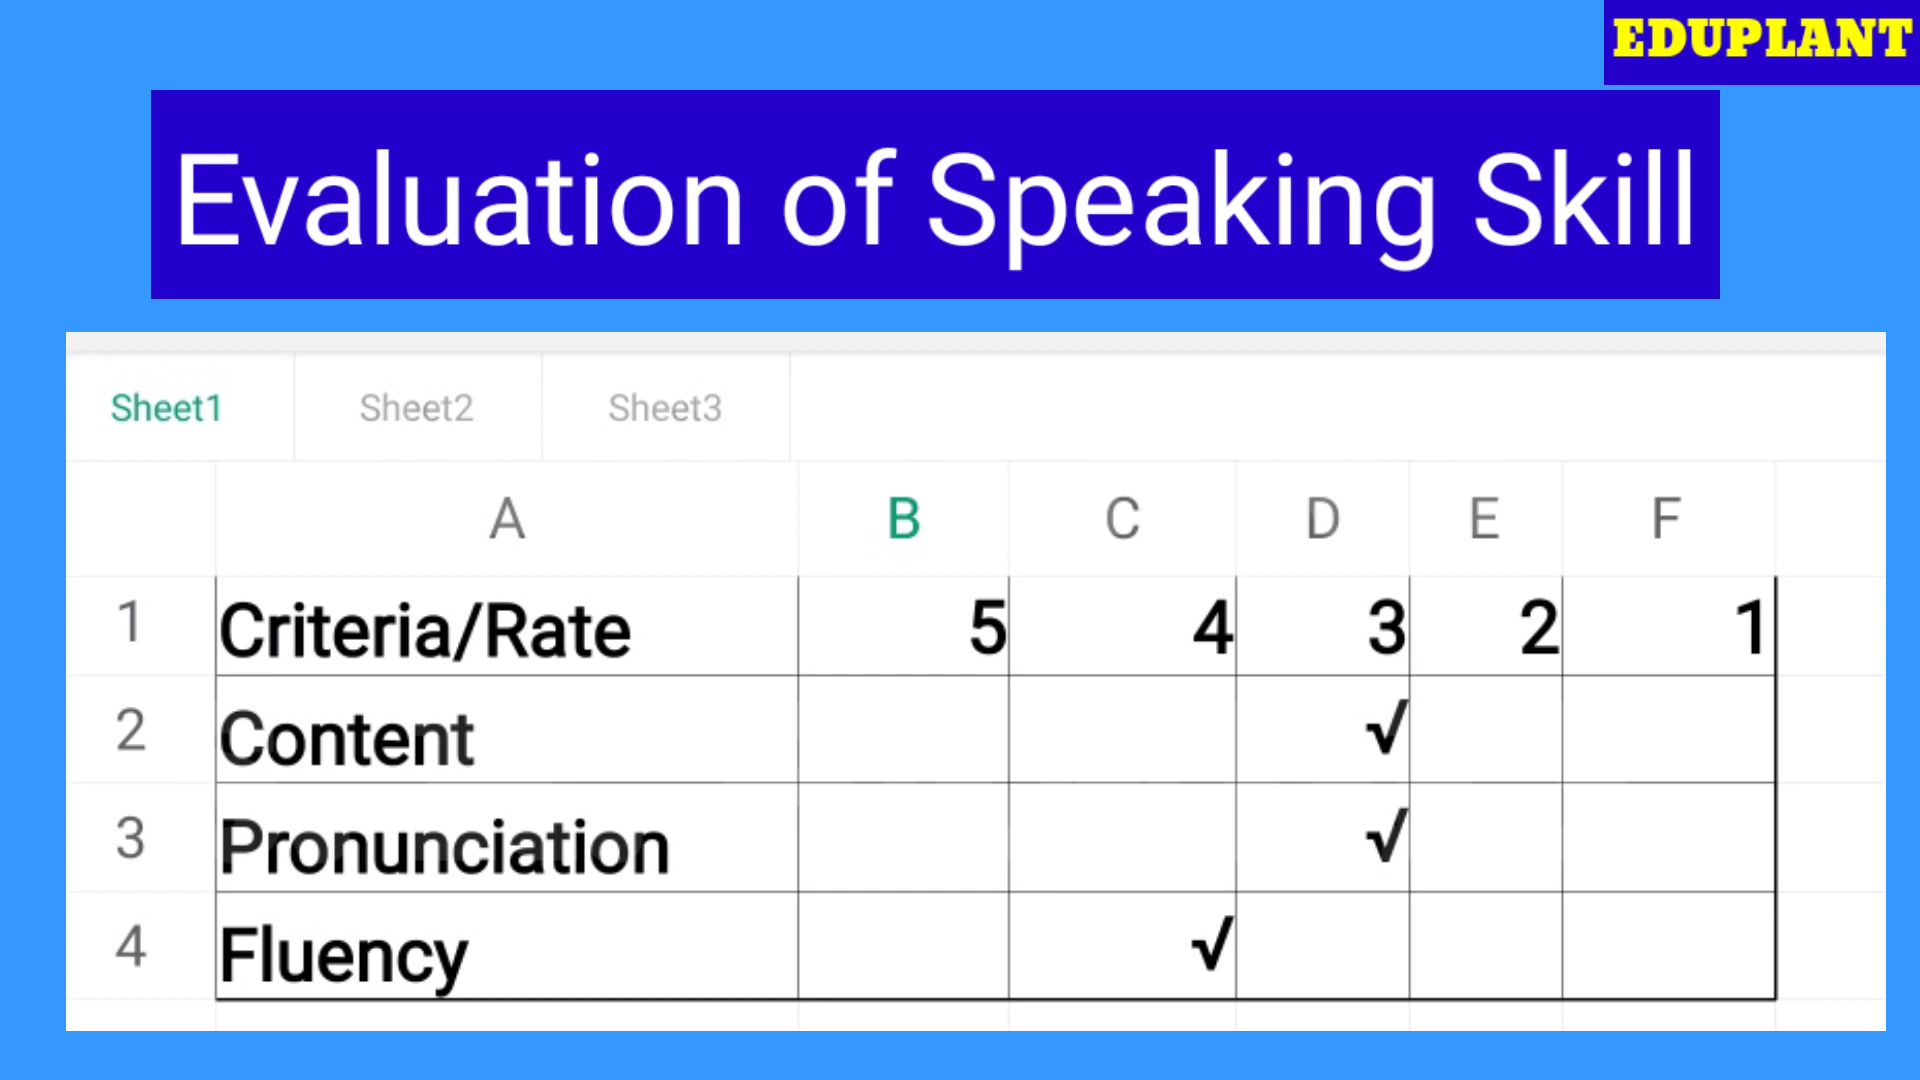 EDUPLANT
Evaluation of Speaking Skill
Sheet1 Sheet2 Sheet3
A B C D E F
1 Criteria/Rate 5 4 3 2 1
2 Content √
3 Pronunciation √
4 Fluency √